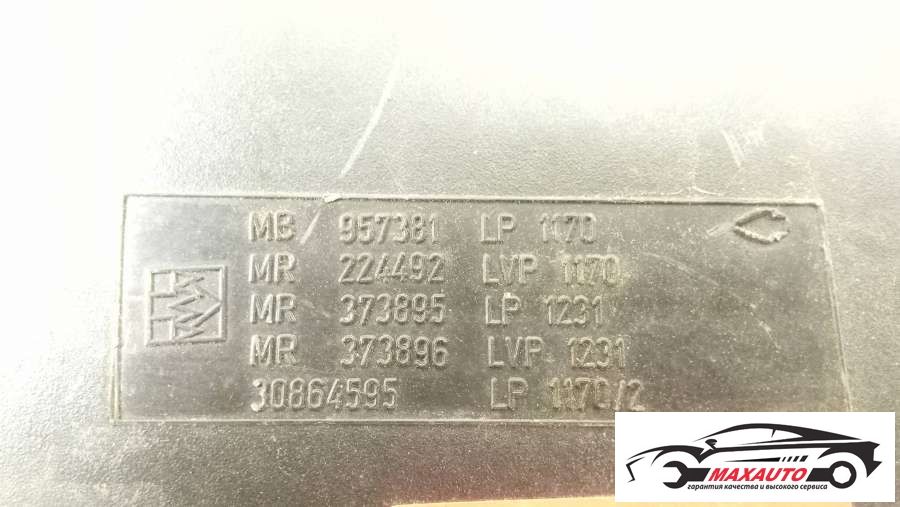 MB 957381 LP 1170
MR 224492 LVP 1170
MR 373895 LP 1231
MR 373896 LVP 1231
30864595 LP 1170/2
MAXAUTO
гарантия качества и высокого сервиса